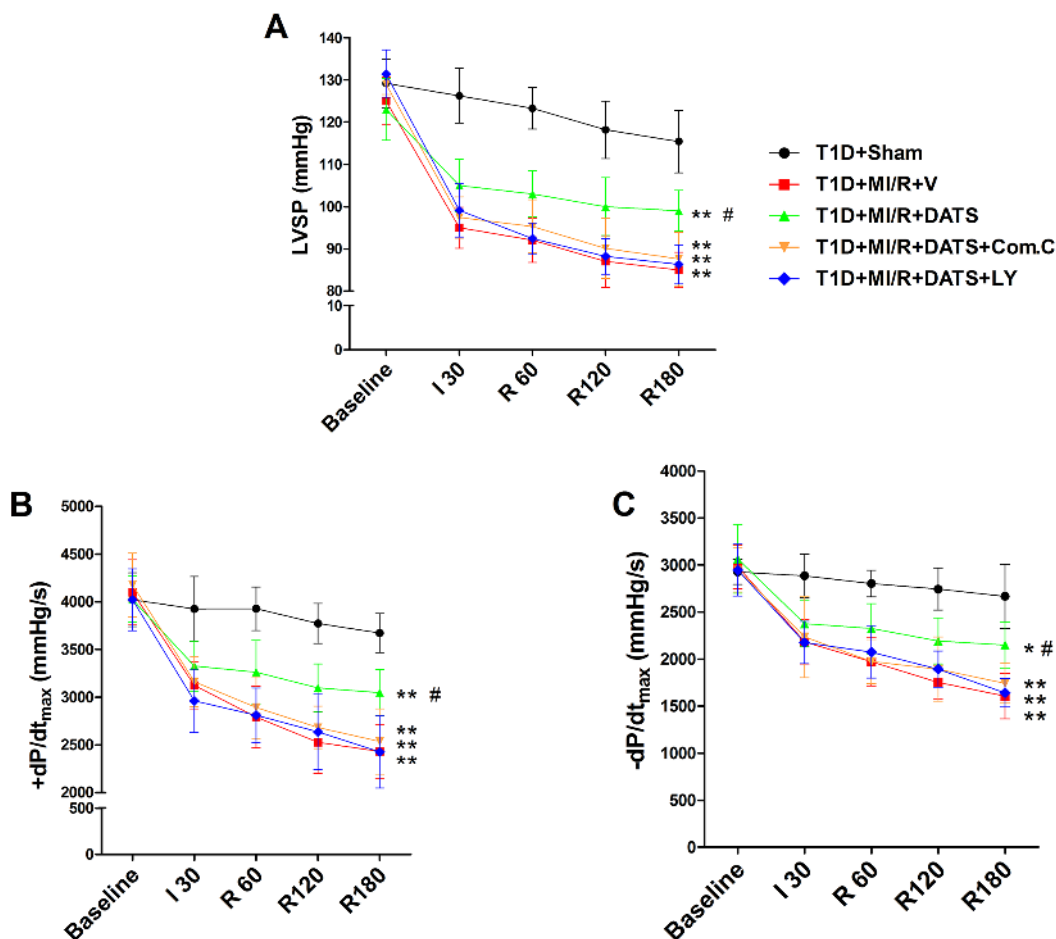 A
LVSP (mmHg)
140
130
120
110
100
90
80
10
0
** #
**
**
**
Baseline
I 30
R 60
R120
R180
T1D+Sham
T1D+MI/R+V
T1D+MI/R+DATS
T1D+MI/R+DATS+Com.C
T1D+MI/R+DATS+LY
B
+dP/dtmax (mmHg/s)
5000
4500
4000
3500
3000
2500
2000
500
0
** #
**
**
**
Baseline
I 30
R 60
R120
R180
C
-dP/dtmax (mmHg/s)
4000
3500
3000
2500
2000
1500
1000
500
0
* #
**
**
**
Baseline
I 30
R 60
R120
R180